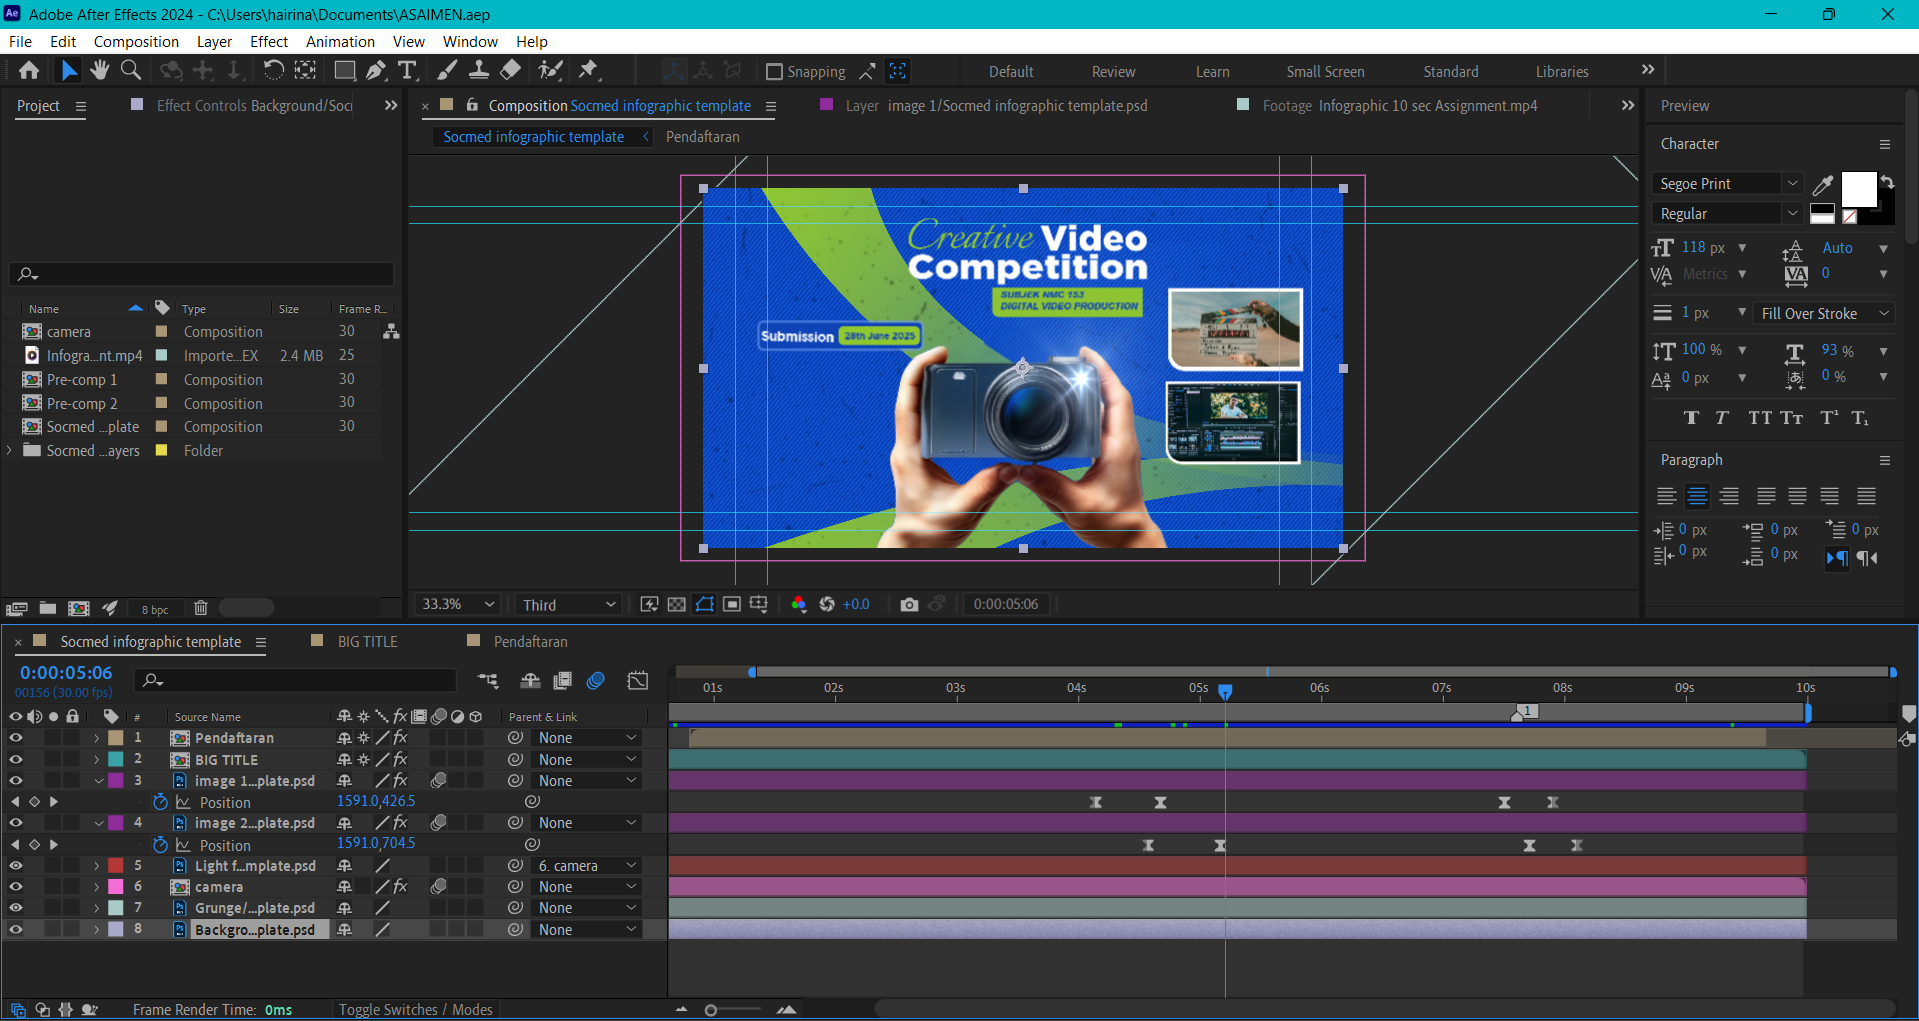 Ae Adobe After Effects 2024 - C:\Users\hairina\Documents\ASAIMEN.aep
File Edit Composition Layer Effect Animation View Window Help
Snapping Default Review Learn Small Screen Standard Libraries
Project Effect Controls Background/Soc
Composition Socmed infographic template Layer image 1/Socmed infographic template.psd Footage Infographic 10 sec Assignment.mp4
Socmed infographic template Pendaftaran
Name Type Size Frame R...
camera Composition 30
Infogra...nt.mp4 Importe...EX 2.4 MB 25
Pre-comp 1 Composition 30
Pre-comp 2 Composition 30
Socmed ...plate Composition 30
Socmed ...ayers Folder
8 bpc
Creative Video
Competition
SUBJEK NMC 153
DIGITAL VIDEO PRODUCTION
Submission 28th June 2025
33.3% Third +0.0 0:00:05:06
Preview
Character
Segoe Print
Regular
118 px Auto
Metrics 0
1 px Fill Over Stroke
100 % 93 %
0 px 0 %
Paragraph
0 px 0 px 0 px
0 px 0 px
Socmed infographic template BIG TITLE Pendaftaran
0:00:05:06
00156 (30.00 fps)
01s 02s 03s 04s 05s 06s 07s 08s 09s 10s
# Source Name Parent & Link
1
1 Pendaftaran None
2 BIG TITLE None
3 image 1...plate.psd None
Position 1591.0,426.5
4 image 2...plate.psd None
Position 1591.0,704.5
5 Light f...mplate.psd 6. camera
6 camera None
7 Grunge/...plate.psd None
8 Backgro...plate.psd None
Frame Render Time: 0ms Toggle Switches / Modes